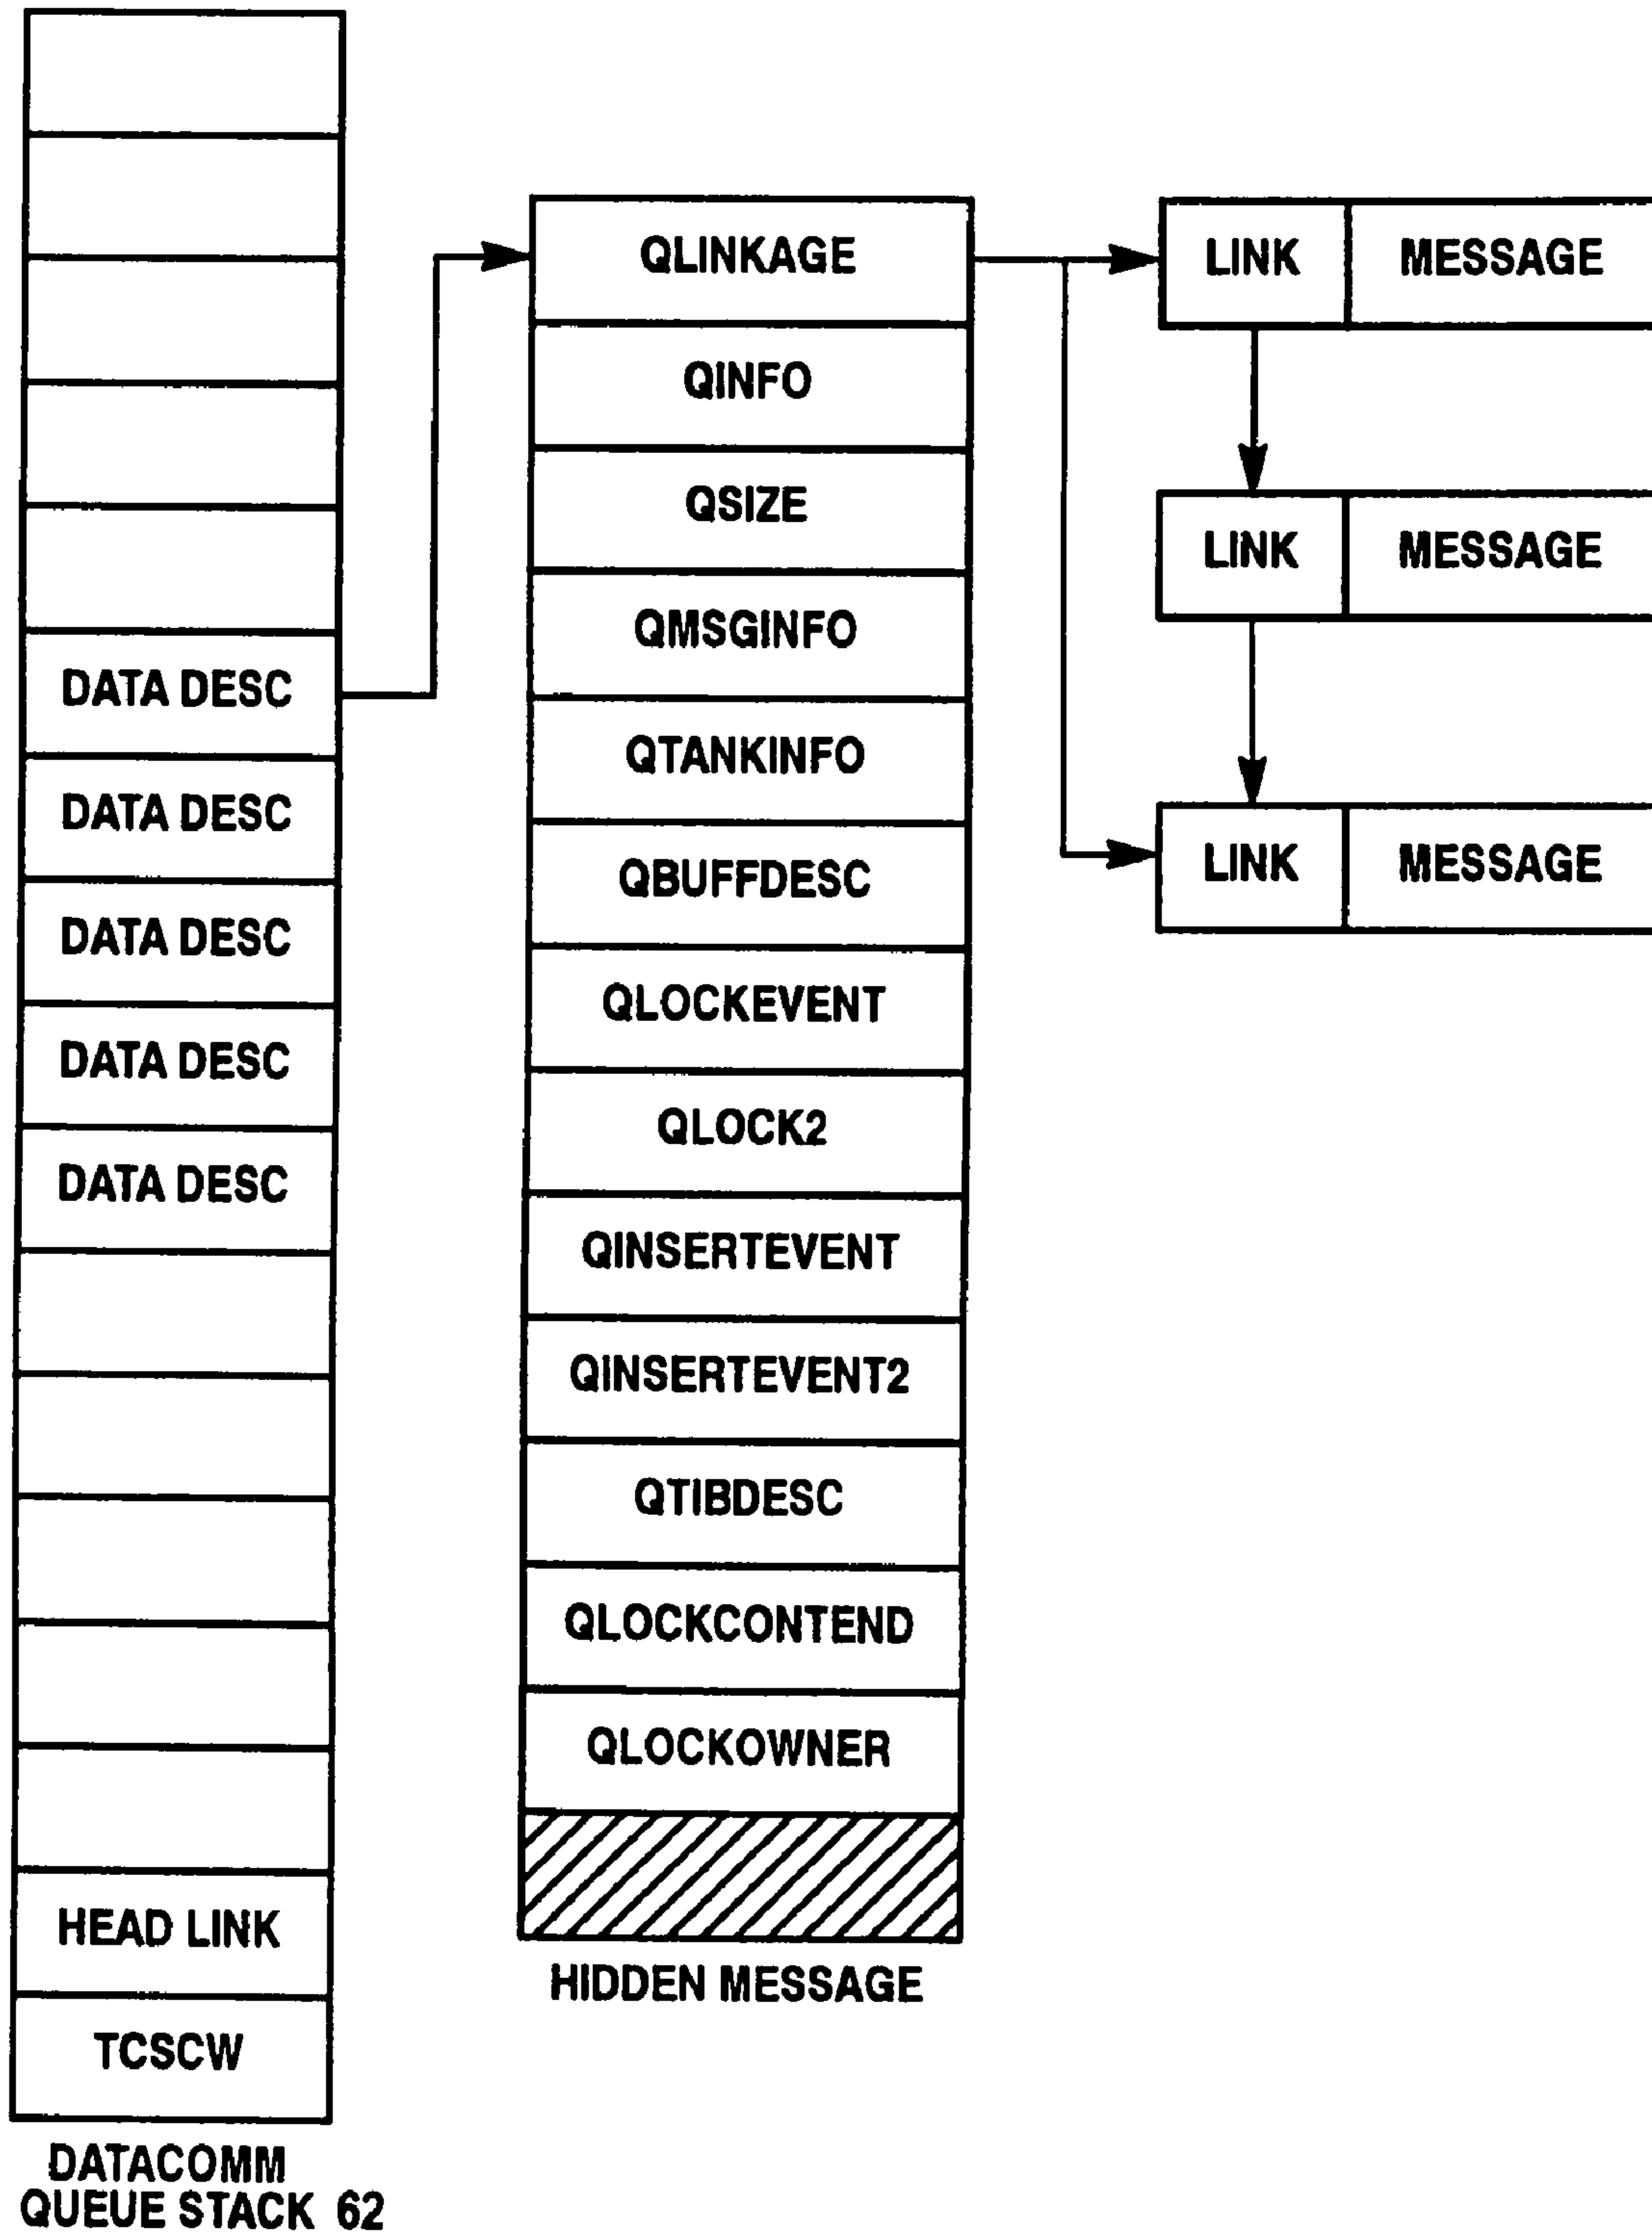 DATA DESC
DATA DESC
DATA DESC
DATA DESC
DATA DESC
HEAD LINK
TCSCW
DATACOMM
QUEUE STACK 62
QLINKAGE
QINFO
QSIZE
QMSGINFO
QTANKINFO
QBUFFDESC
QLOCKEVENT
QLOCK2
QINSERTEVENT
QINSERTEVENT2
QTIBDESC
QLOCKCONTEND
QLOCKOWNER
HIDDEN MESSAGE
LINK MESSAGE
LINK MESSAGE
LINK MESSAGE